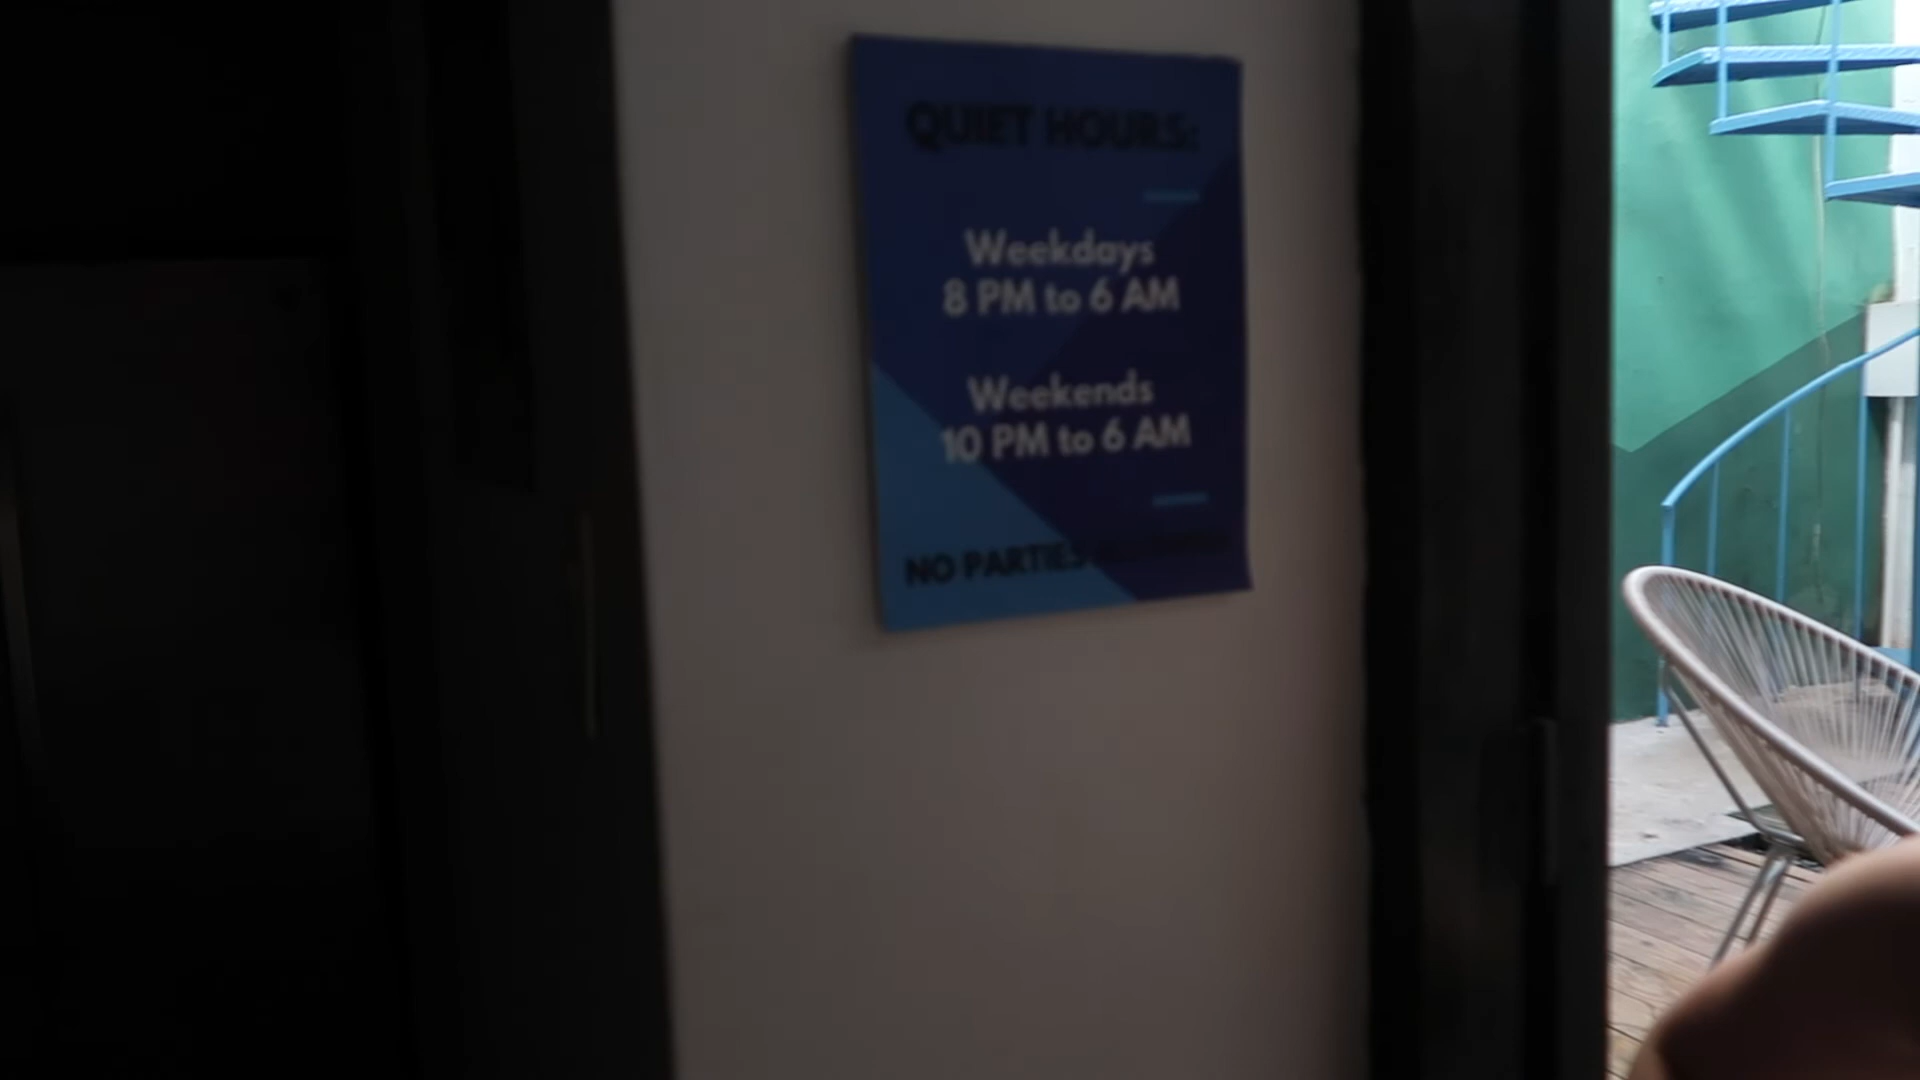 QUIET HOURS:
Weekdays
8 PM to 6 AM
Weekends
10 PM to 6 AM
NO PARTIES